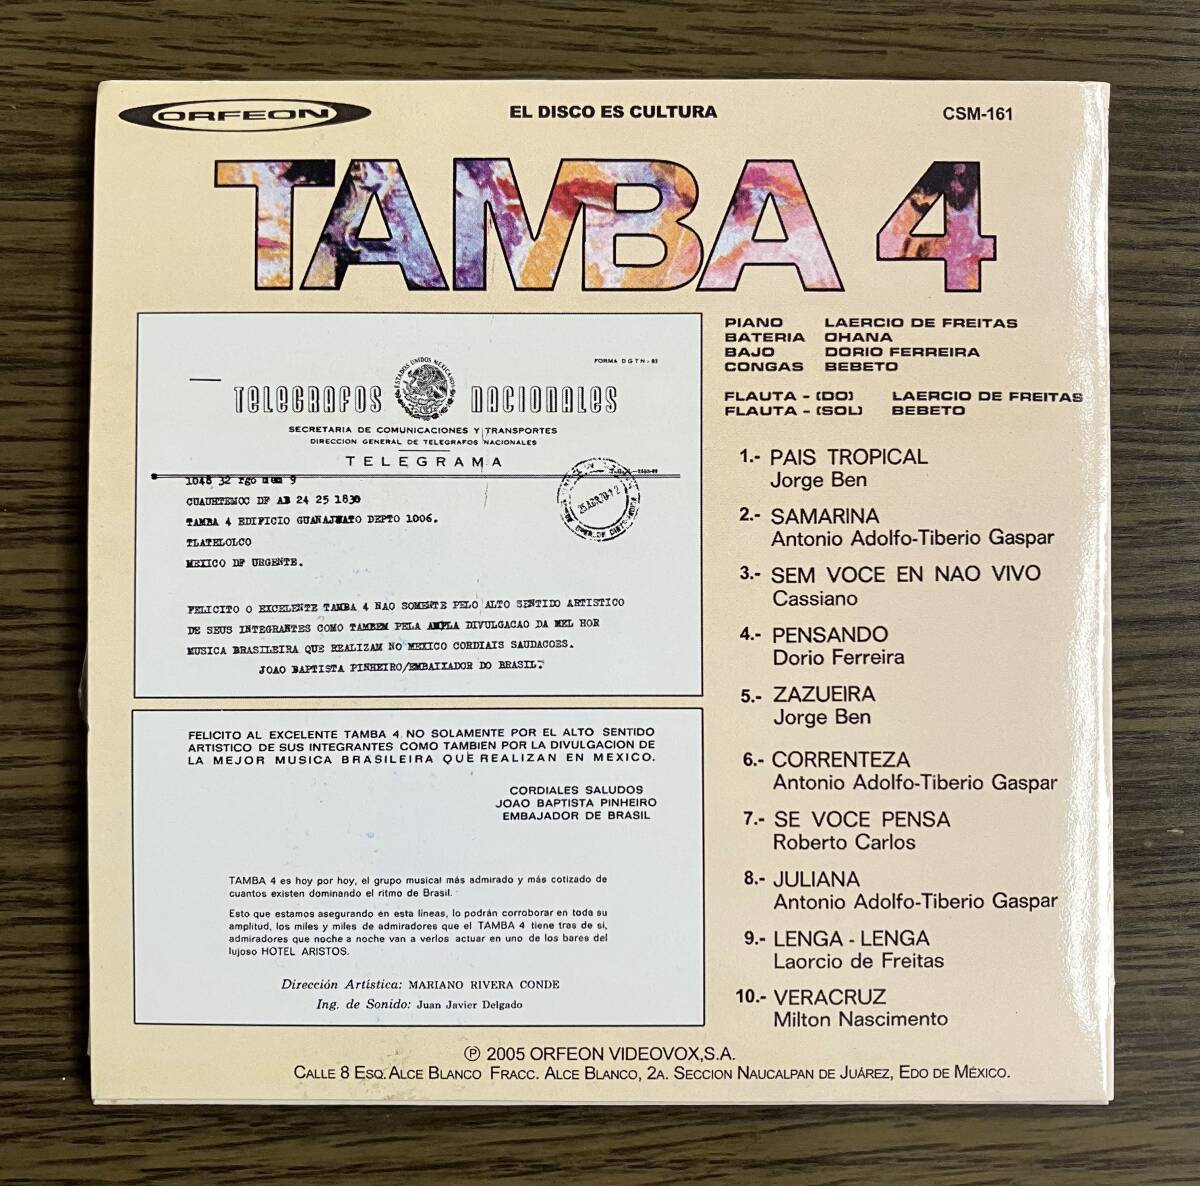 ORFEON
EL DISCO ES CULTURA
CSM-161
TAMBA 4
FORMA DGTN-83
ESTADOS UNIDOS MEXICANOS
TELEGRAFOS NACIONALES
SECRETARIA DE COMUNICACIONES Y TRANSPORTES
DIRECCION GENERAL DE TELEGRAFOS NACIONALES
TELEGRAMA
1048 32 rgo men 9
CUAUHTEMOC DF AB 24 25 1830
TAMBA 4 EDIFICIO GUANAJUATO DEPTO 1006.
TLATELOLCO
MEXICO DF URGENTE.
FELICITO O EXCELENTE TAMBA 4 NAO SOMENTE PELO ALTO SENTIDO ARTISTICO
DE SEUS INTEGRANTES COMO TAMBEM PELA AMPLA DIVULGACAO DA MEL HOR
MUSICA BRASILEIRA QUE REALIZAM NO MEXICO CORDIAIS SAUDACOES.
JOAO BAPTISTA PINHEIRO/EMBAIXADOR DO BRASIL.
FELICITO AL EXCELENTE TAMBA 4 NO SOLAMENTE POR EL ALTO SENTIDO
ARTISTICO DE SUS INTEGRANTES COMO TAMBIEN POR LA DIVULGACION DE
LA MEJOR MUSICA BRASILEIRA QUE REALIZAN EN MEXICO.
CORDIALES SALUDOS
JOAO BAPTISTA PINHEIRO
EMBAJADOR DE BRASIL
TAMBA 4 es hoy por hoy, el grupo musical más admirado y más cotizado de
cuantos existen dominando el ritmo de Brasil.
Esto que estamos asegurando en esta líneas, lo podrán corroborar en toda su
amplitud, los miles y miles de admiradores que el TAMBA 4 tiene tras de sí,
admiradores que noche a noche van a verlos actuar en uno de los bares del
lujoso HOTEL ARISTOS.
Dirección Artística: MARIANO RIVERA CONDE
Ing. de Sonido: Juan Javier Delgado
PIANO LAERCIO DE FREITAS
BATERIA OHANA
BAJO DORIO FERREIRA
CONGAS BEBETO
FLAUTA - (DO) LAERCIO DE FREITAS
FLAUTA - (SOL) BEBETO
1.- PAIS TROPICAL
Jorge Ben
2.- SAMARINA
Antonio Adolfo-Tiberio Gaspar
3.- SEM VOCE EN NAO VIVO
Cassiano
4.- PENSANDO
Dorio Ferreira
5.- ZAZUEIRA
Jorge Ben
6.- CORRENTEZA
Antonio Adolfo-Tiberio Gaspar
7.- SE VOCE PENSA
Roberto Carlos
8.- JULIANA
Antonio Adolfo-Tiberio Gaspar
9.- LENGA - LENGA
Laorcio de Freitas
10.- VERACRUZ
Milton Nascimento
℗ 2005 ORFEON VIDEOVOX,S.A.
CALLE 8 ESQ. ALCE BLANCO FRACC. ALCE BLANCO, 2A. SECCION NAUCALPAN DE JUÁREZ, EDO DE MÉXICO.